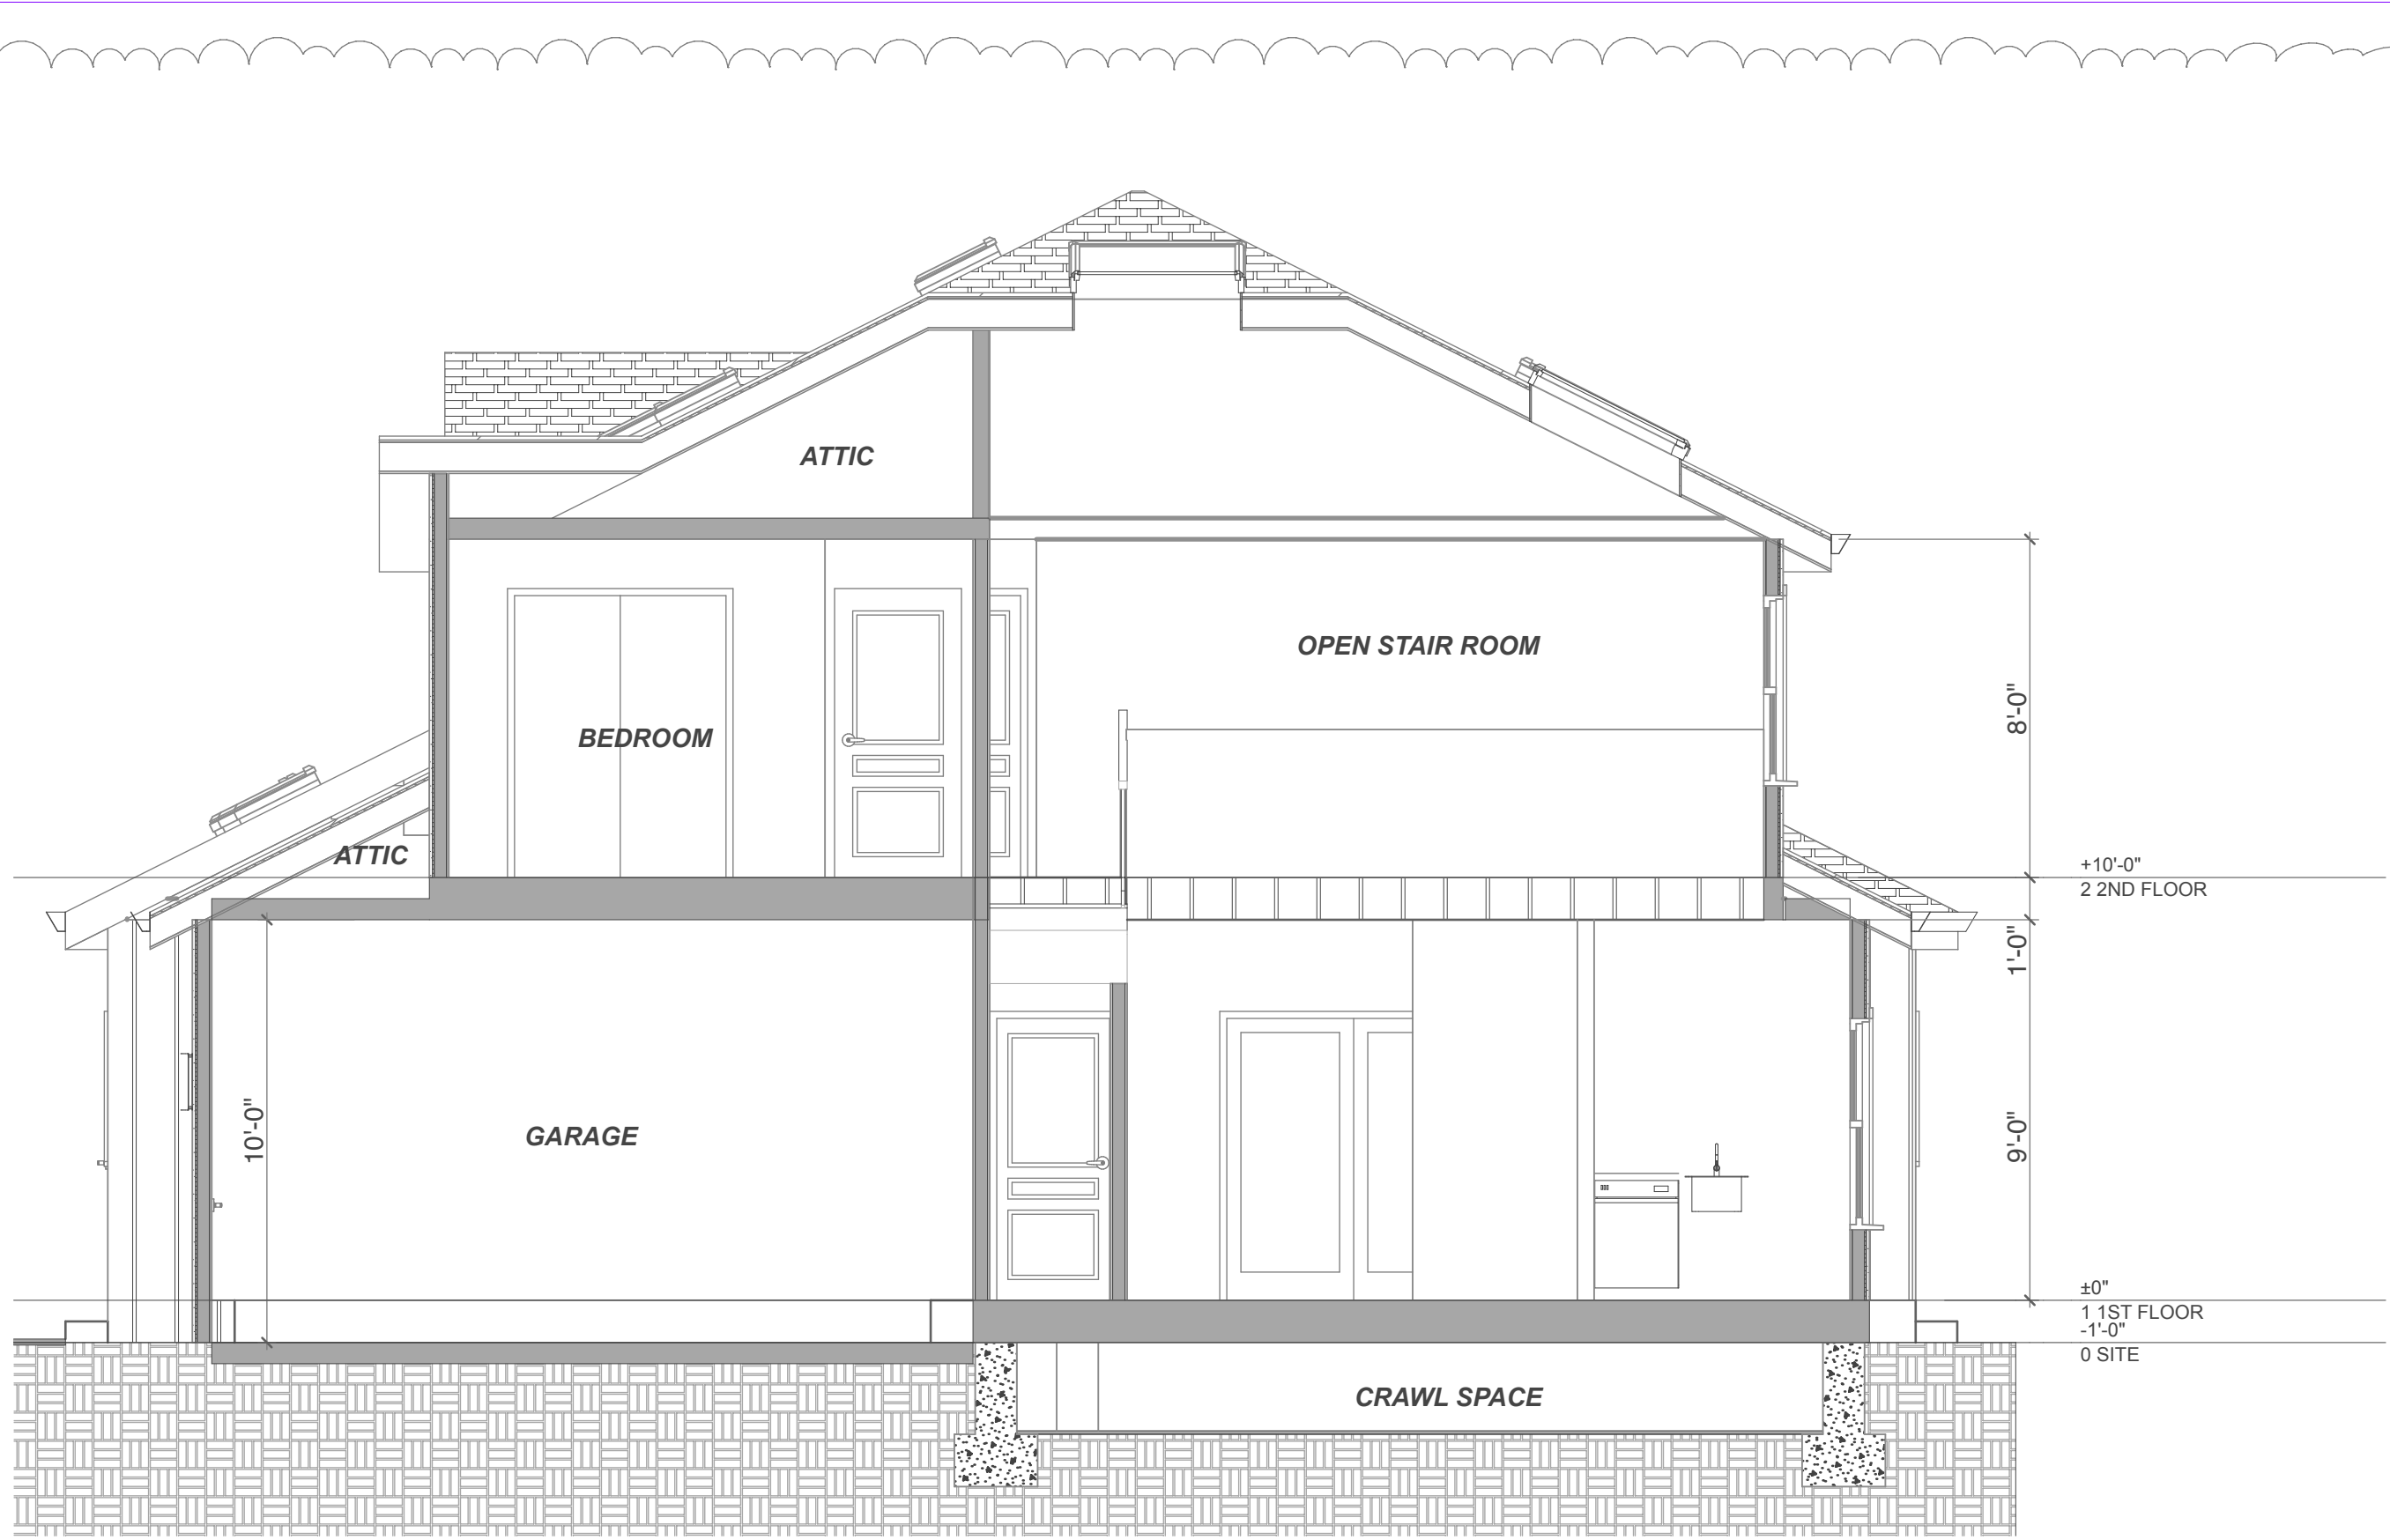 ATTIC
OPEN STAIR ROOM
BEDROOM
8'-0"
ATTIC
+10'-0"
2 2ND FLOOR
1'-0"
10'-0"
GARAGE
9'-0"
±0"
1 1ST FLOOR
-1'-0"
0 SITE
CRAWL SPACE